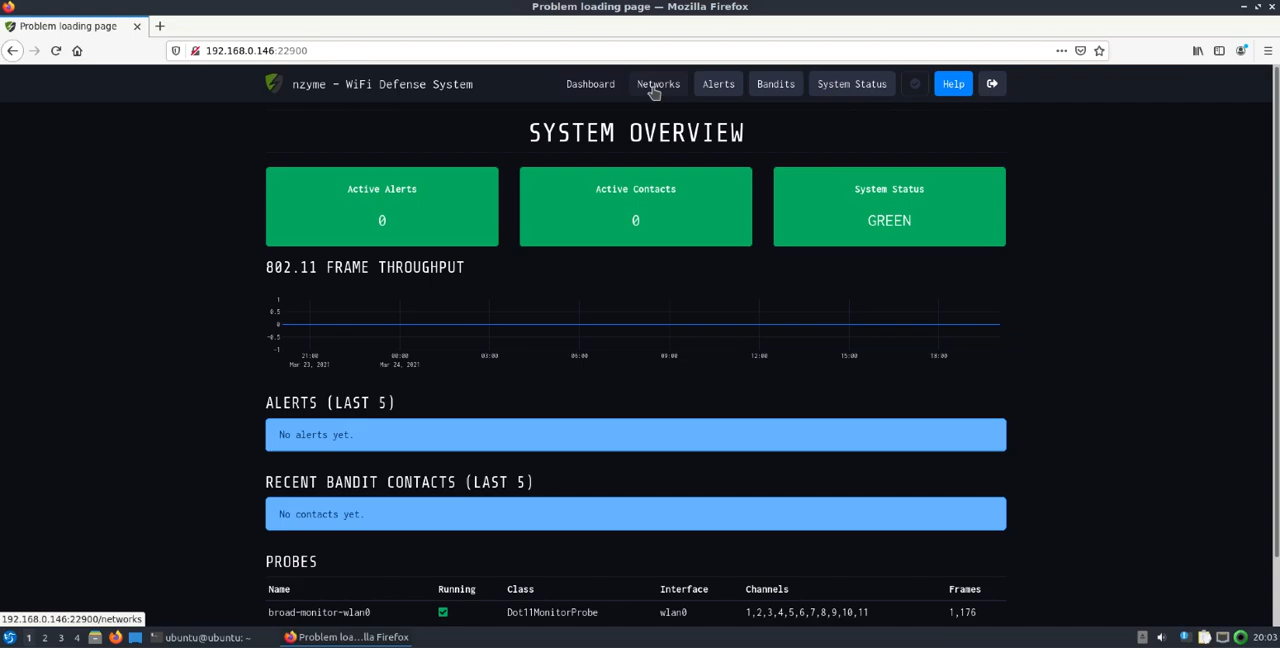 Problem loading page — Mozilla Firefox
Problem loading page
192.168.0.146:22900
nzyme - WiFi Defense System
Dashboard
Networks
Alerts
Bandits
System Status
Help
SYSTEM OVERVIEW
Active Alerts
0
Active Contacts
0
System Status
GREEN
802.11 FRAME THROUGHPUT
1
0.5
0
-0.5
-1
21:00
Mar 23, 2021
00:00
Mar 24, 2021
03:00
06:00
09:00
12:00
15:00
18:00
ALERTS (LAST 5)
No alerts yet.
RECENT BANDIT CONTACTS (LAST 5)
No contacts yet.
PROBES
Name Running Class Interface Channels Frames
broad-monitor-wlan0 Dot11MonitorProbe wlan0 1,2,3,4,5,6,7,8,9,10,11 1,176
192.168.0.146:22900/networks
1 2 3 4 ubuntu@ubuntu: ~ Problem loa...lla Firefox 20:03